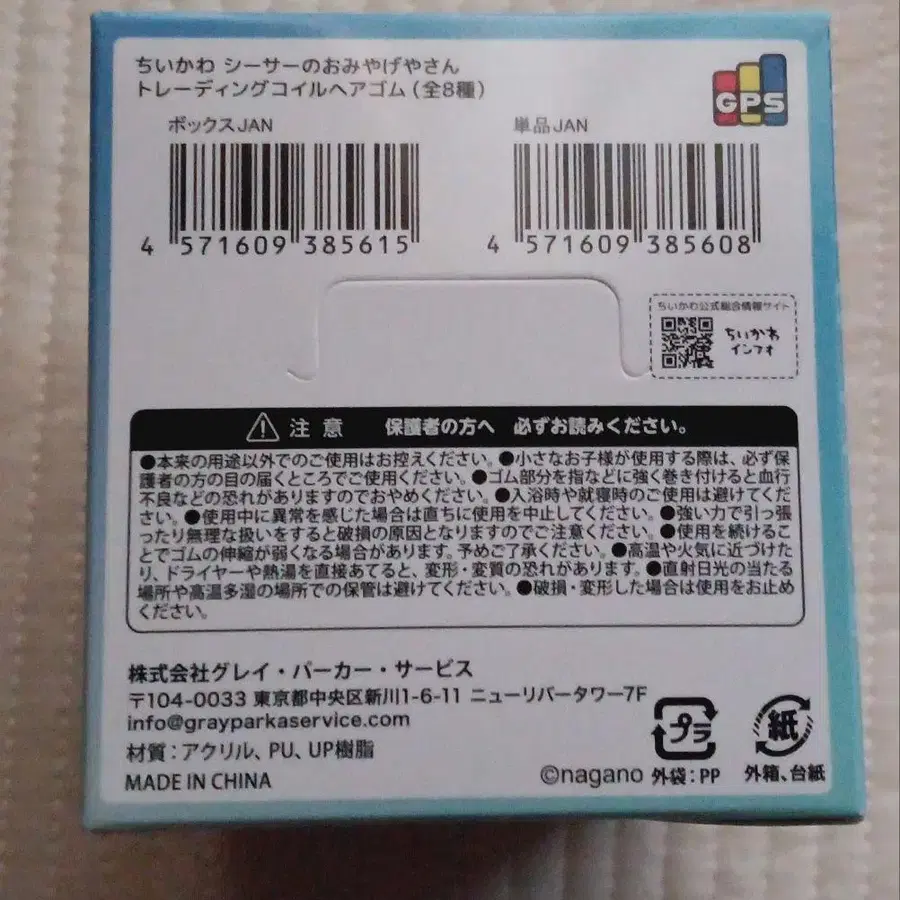 ちいかわ シーサーのおみやげやさん
トレーディングコイルヘアゴム(全8種)
GPS
ボックスJAN
単品JAN
4 571609 385615
4 571609 385608
ちいかわ公式総合情報サイト
ちいかわ
インフォ
注意 保護者の方へ 必ずお読みください。
●本来の用途以外でのご使用はお控えください。●小さなお子様が使用する際は、必ず保
護者の方の目の届くところでご使用ください。●ゴム部分を指などに強く巻き付けると血行
不良などの恐れがありますのでおやめください。●入浴時や就寝時のご使用は避けてくだ
さい。●使用中に異常を感じた場合は直ちに使用を中止してください。●強い力で引っ張
ったり無理な扱いをすると破損の原因となりますのでご注意ください。●使用を続けるこ
とでゴムの伸縮が弱くなる場合があります。予めご了承ください。●高温や火気に近づけた
り、ドライヤーや熱湯を直接あてると、変形・変質の恐れがあります。●直射日光の当たる
場所や高温多湿の場所での保管は避けてください。●破損・変形した場合は使用をお止め
ください。
株式会社グレイ・パーカー・サービス
〒104-0033 東京都中央区新川1-6-11 ニューリバータワー7F
info@grayparkaservice.com
材質:アクリル、PU、UP樹脂
MADE IN CHINA
©nagano
プラ
外袋:PP
紙
外箱、台紙